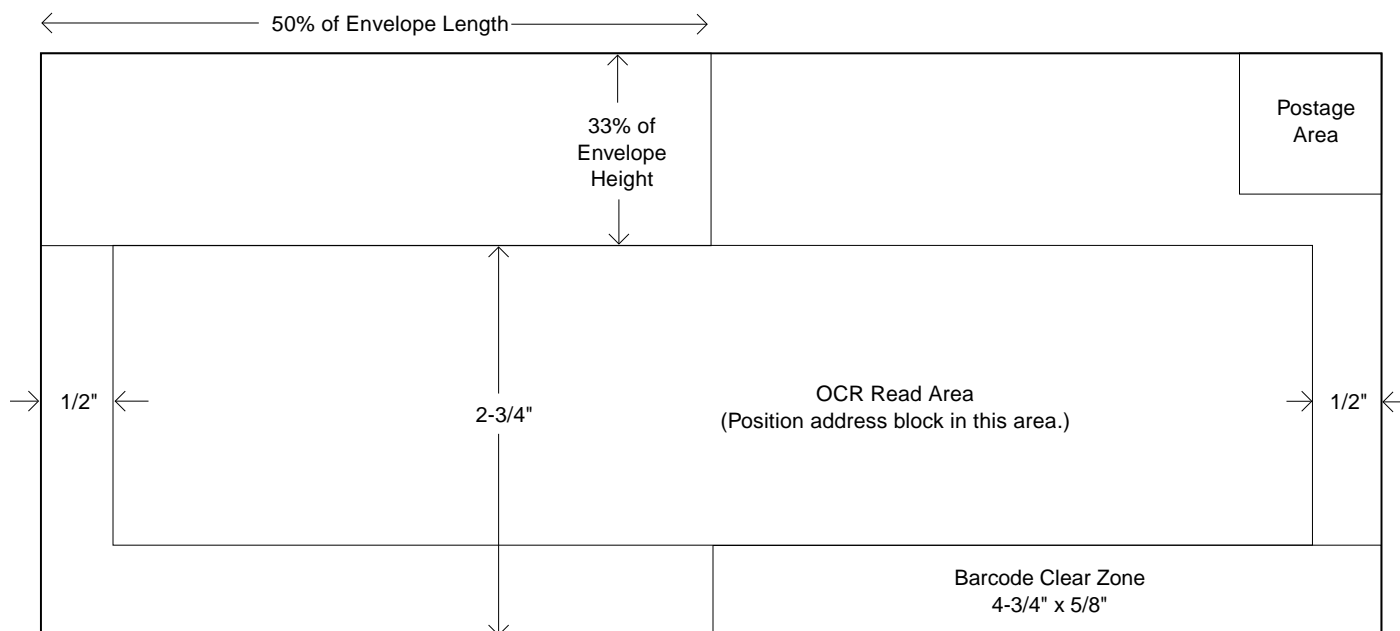 50% of Envelope Length
33% of
Envelope
Height
Postage
Area
1/2"
2-3/4"
OCR Read Area
(Position address block in this area.)
1/2"
Barcode Clear Zone
4-3/4" x 5/8"